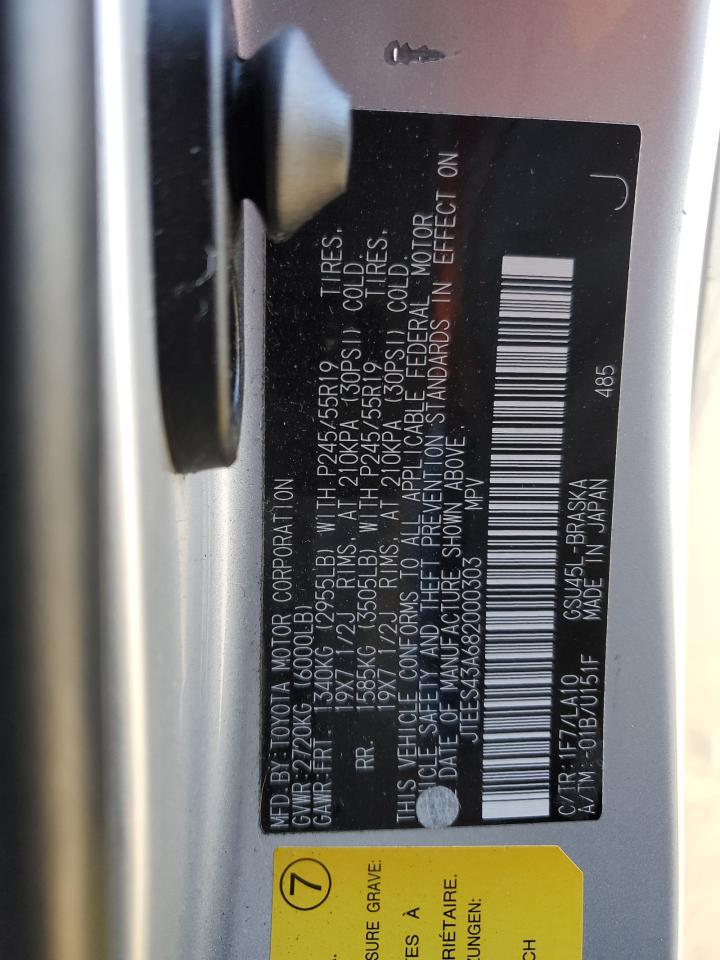 MFD BY:TOYOTA MOTOR CORPORATION
GVWR:2720KG (6000LB)
GAWR:FRT. 1340KG (2955LB) WITH P245/55R19 TIRES,
19X7 1/2J RIMS, AT 210KPA (30PSI) COLD.
RR. 1585KG (3505LB) WITH P245/55R19 TIRES,
19X7 1/2J RIMS, AT 210KPA (30PSI) COLD.
THIS VEHICLE CONFORMS TO ALL APPLICABLE FEDERAL MOTOR
ICLE SAFETY AND THEFT PREVENTION STANDARDS IN EFFECT ON
DATE OF MANUFACTURE SHOWN ABOVE.
JTEES43A682000303 MPV
C/TR:1F7/LA10 GSU45L-BRASKA 485
A/TM:-01B/U151F MADE IN JAPAN
J
7
SURE GRAVE:
TES À
RIÉTAIRE.
ZUNGEN:
CH